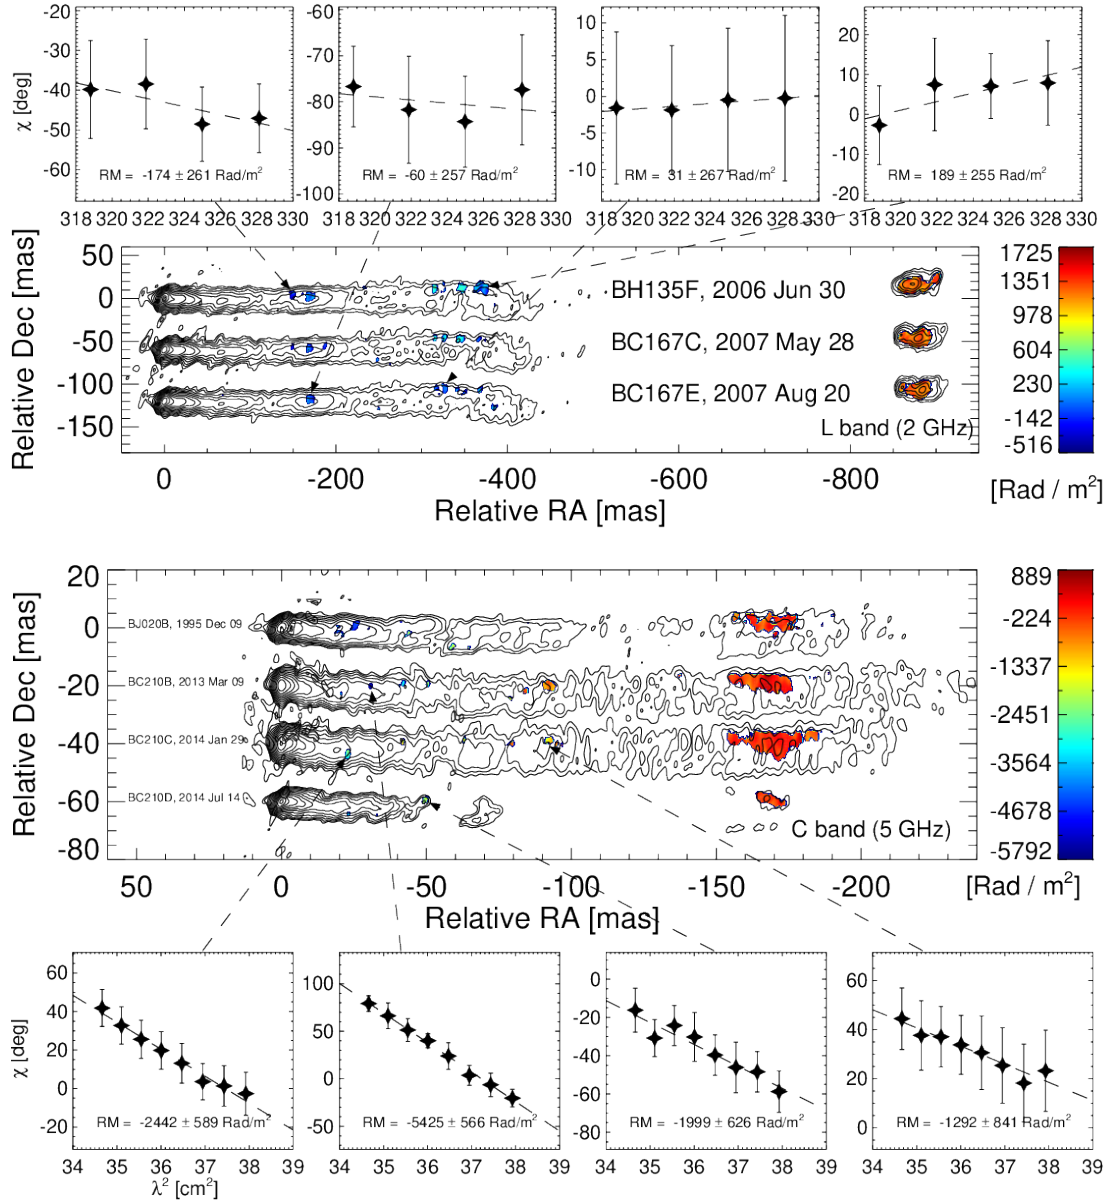 -20
-30
-40
-50
-60
χ [deg]
RM = -174 ± 261 Rad/m²
318 320 322 324 326 328 330
-60
-70
-80
-90
-100
RM = -60 ± 257 Rad/m²
318 320 322 324 326 328 330
10
5
0
-5
-10
RM = 31 ± 267 Rad/m²
318 320 322 324 326 328 330
20
10
0
-10
-20
RM = 189 ± 255 Rad/m²
318 320 322 324 326 328 330
Relative Dec [mas]
50
0
-50
-100
-150
BH135F, 2006 Jun 30
BC167C, 2007 May 28
BC167E, 2007 Aug 20
L band (2 GHz)
0 -200 -400 -600 -800
Relative RA [mas]
1725
1351
978
604
230
-142
-516
[Rad / m²]
Relative Dec [mas]
20
0
-20
-40
-60
-80
BJ020B, 1995 Dec 09
BC210B, 2013 Mar 09
BC210C, 2014 Jan 29
BC210D, 2014 Jul 14
C band (5 GHz)
50 0 -50 -100 -150 -200
Relative RA [mas]
889
-224
-1337
-2451
-3564
-4678
-5792
[Rad / m²]
60
40
20
0
-20
χ [deg]
RM = -2442 ± 589 Rad/m²
34 35 36 37 38 39
λ² [cm²]
100
50
0
-50
RM = -5425 ± 566 Rad/m²
34 35 36 37 38 39
0
-20
-40
-60
-80
RM = -1999 ± 626 Rad/m²
34 35 36 37 38 39
60
40
20
0
RM = -1292 ± 841 Rad/m²
34 35 36 37 38 39